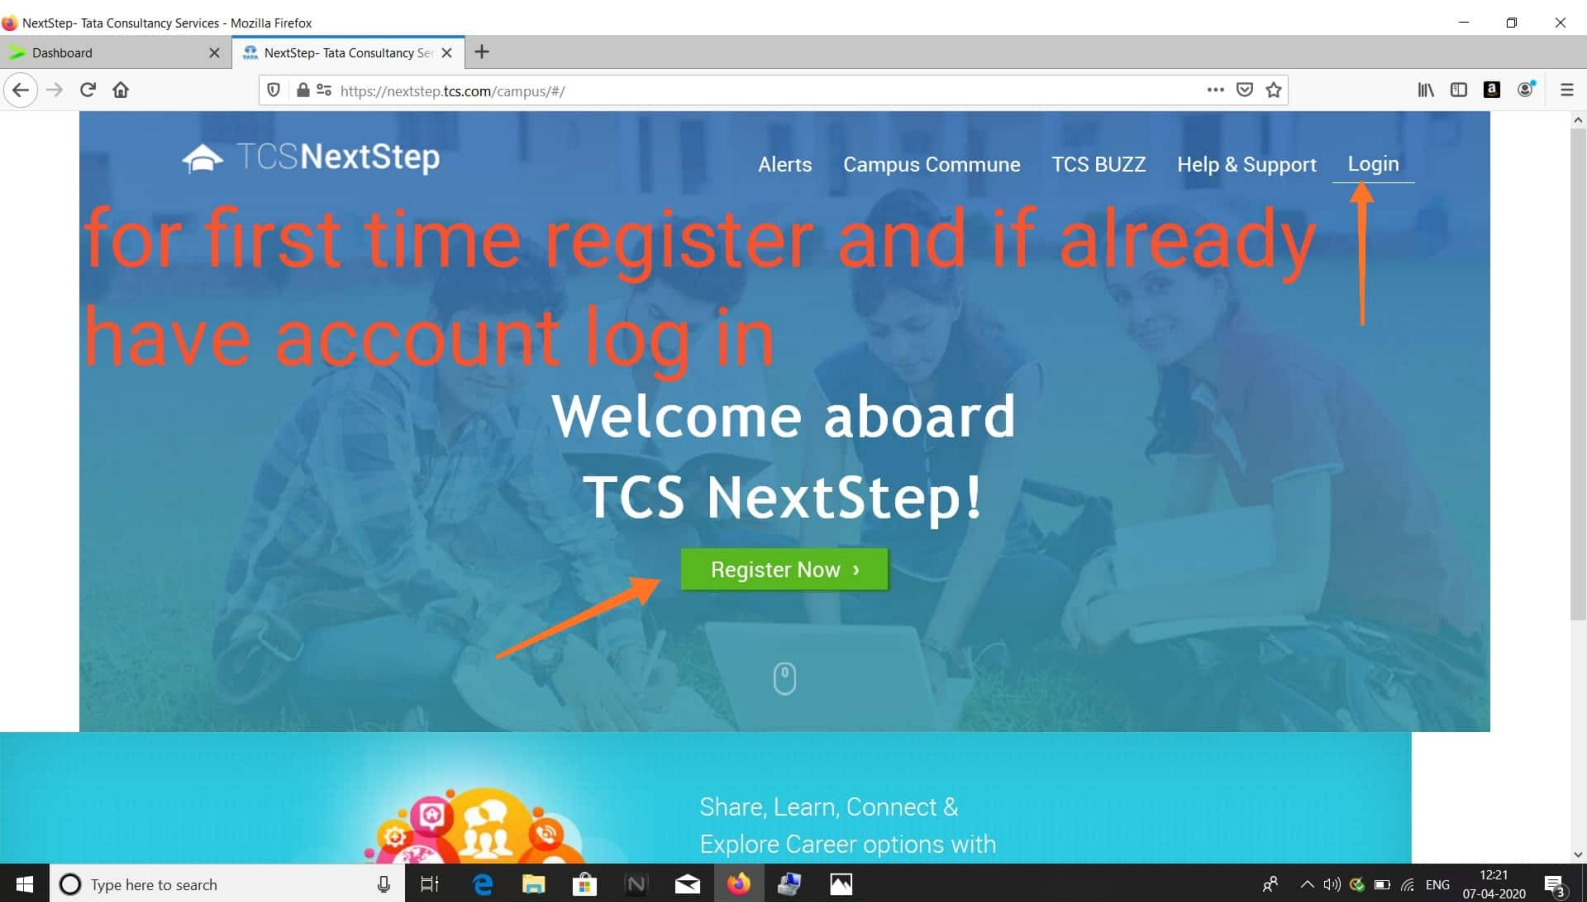 NextStep- Tata Consultancy Services - Mozilla Firefox
Dashboard
NextStep- Tata Consultancy Ser
https://nextstep.tcs.com/campus/#/
TCSNextStep
Alerts Campus Commune TCS BUZZ Help & Support Login
for first time register and if already
have account log in
Welcome aboard
TCS NextStep!
Register Now ›
Share, Learn, Connect &
Explore Career options with
Type here to search
ENG
12:21
07-04-2020
3